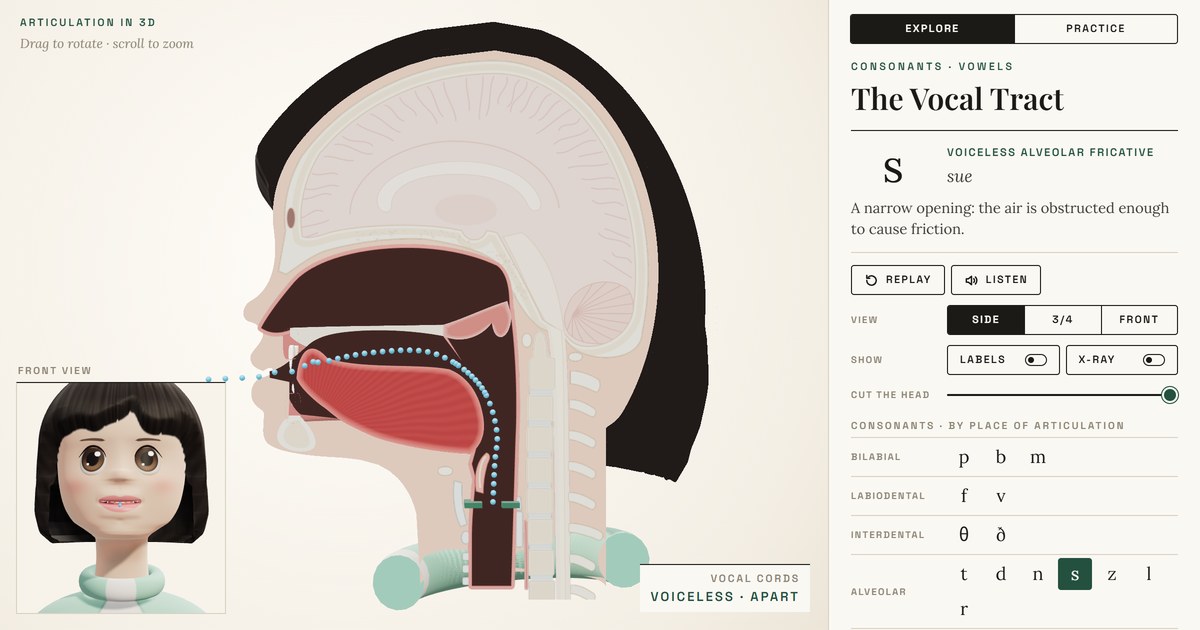 ARTICULATION IN 3D
Drag to rotate · scroll to zoom
FRONT VIEW
VOCAL CORDS
VOICELESS · APART
EXPLORE
PRACTICE
CONSONANTS · VOWELS
The Vocal Tract
s
VOICELESS ALVEOLAR FRICATIVE
sue
A narrow opening: the air is obstructed enough
to cause friction.
REPLAY
LISTEN
VIEW
SIDE
3/4
FRONT
SHOW
LABELS
X-RAY
CUT THE HEAD
CONSONANTS · BY PLACE OF ARTICULATION
BILABIAL
p b m
LABIODENTAL
f v
INTERDENTAL
θ ð
ALVEOLAR
t d n s z l
r